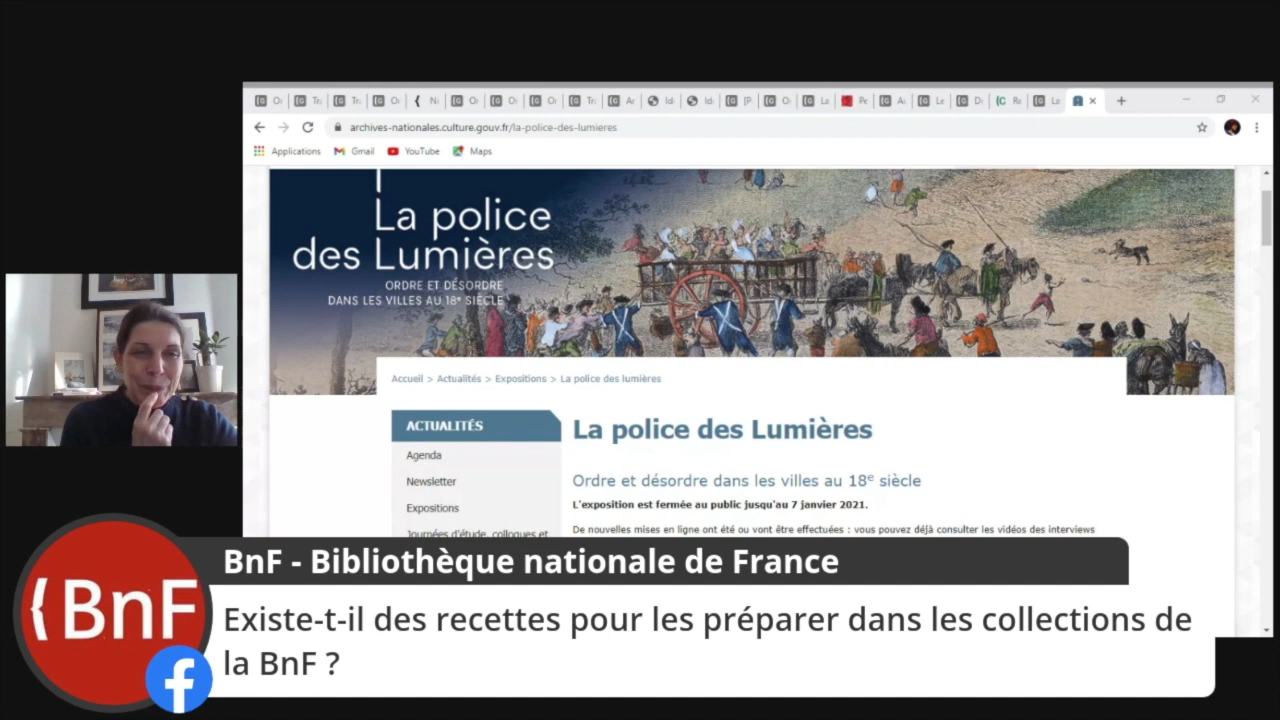 archives-nationales.culture.gouv.fr/la-police-des-lumieres
Applications Gmail YouTube Maps
La police
des Lumières
ORDRE ET DÉSORDRE
DANS LES VILLES AU 18e SIÈCLE
Accueil > Actualités > Expositions > La police des lumières
ACTUALITÉS
Agenda
Newsletter
Expositions
Journées d'étude, colloques et
La police des Lumières
Ordre et désordre dans les villes au 18e siècle
L'exposition est fermée au public jusqu'au 7 janvier 2021.
De nouvelles mises en ligne ont été ou vont être effectuées : vous pouvez déjà consulter les vidéos des interviews
BnF
BnF - Bibliothèque nationale de France
Existe-t-il des recettes pour les préparer dans les collections de
la BnF ?